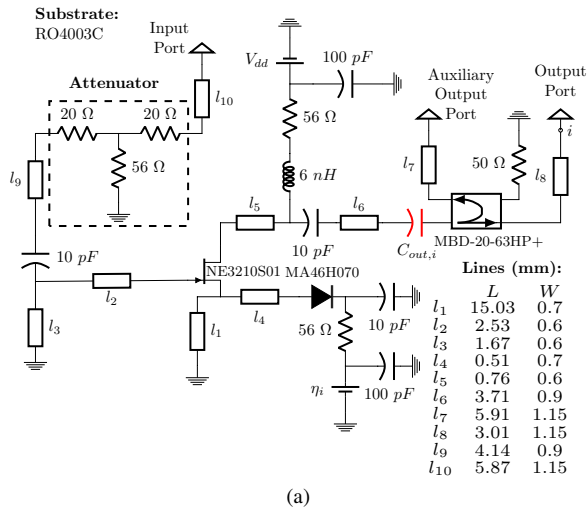 Substrate:
RO4003C
Input
Port
Attenuator
20 Ω
20 Ω
56 Ω
l10
l9
10 pF
l2
l3
Vdd
100 pF
56 Ω
6 nH
l5
10 pF
l6
Cout,i
NE3210S01
MA46H070
l1
l4
56 Ω
10 pF
ηi
100 pF
Auxiliary
Output
Port
Output
Port
i
l7
50 Ω
l8
MBD-20-63HP+
Lines (mm):
L W
l1 15.03 0.7
l2 2.53 0.6
l3 1.67 0.6
l4 0.51 0.7
l5 0.76 0.6
l6 3.71 0.9
l7 5.91 1.15
l8 3.01 1.15
l9 4.14 0.9
l10 5.87 1.15
(a)